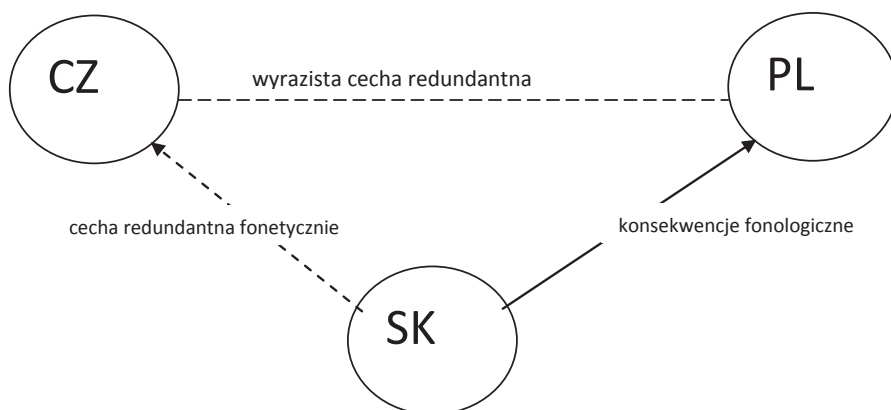 CZ
PL
wyrazista cecha redundantna
cecha redundantna fonetycznie
konsekwencje fonologiczne
SK